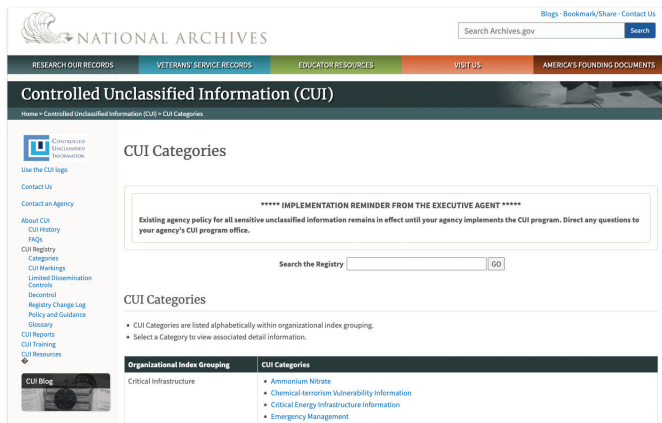 Blogs · Bookmark/Share · Contact Us
NATIONAL ARCHIVES
Search Archives.gov
Search
RESEARCH OUR RECORDS
VETERANS' SERVICE RECORDS
EDUCATOR RESOURCES
VISIT US
AMERICA'S FOUNDING DOCUMENTS
Controlled Unclassified Information (CUI)
Home > Controlled Unclassified Information (CUI) > CUI Categories
CONTROLLED
UNCLASSIFIED
INFORMATION
Use the CUI logo
Contact Us
Contact an Agency
About CUI
CUI History
FAQs
CUI Registry
Categories
CUI Markings
Limited Dissemination
Controls
Decontrol
Registry Change Log
Policy and Guidance
Glossary
CUI Reports
CUI Training
CUI Resources
�
CUI Blog
CUI Categories
***** IMPLEMENTATION REMINDER FROM THE EXECUTIVE AGENT *****
Existing agency policy for all sensitive unclassified information remains in effect until your agency implements the CUI program. Direct any questions to
your agency's CUI program office.
Search the Registry
GO
CUI Categories
• CUI Categories are listed alphabetically within organizational index grouping.
• Select a Category to view associated detail information.
Organizational Index Grouping
CUI Categories
Critical Infrastructure
• Ammonium Nitrate
• Chemical-terrorism Vulnerability Information
• Critical Energy Infrastructure Information
• Emergency Management